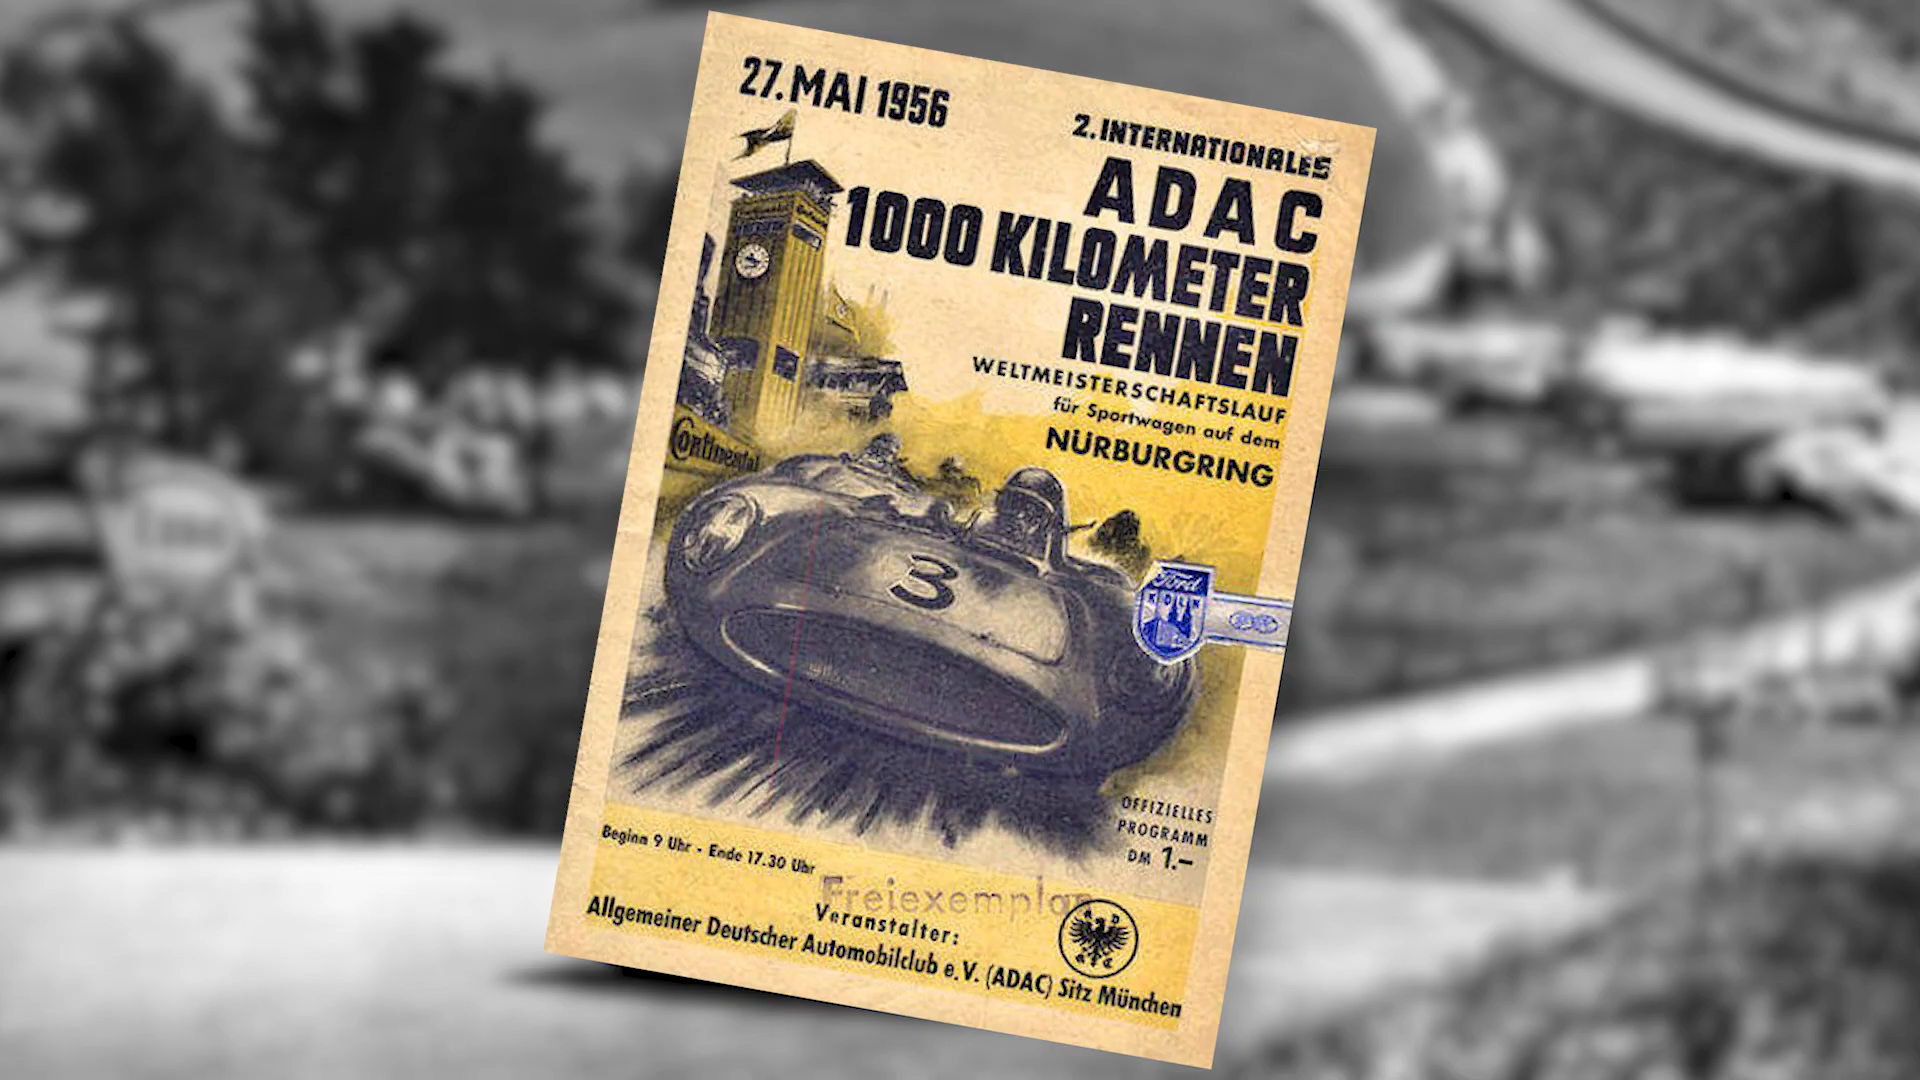 27. MAI 1956
2. INTERNATIONALES
ADAC
1000 KILOMETER
RENNEN
WELTMEISTERSCHAFTSLAUF
für Sportwagen auf dem
NÜRBURGRING
Continental
3
Ford
KÖLN
OFFIZIELLES
PROGRAMM
DM 1.–
Beginn 9 Uhr - Ende 17.30 Uhr
Freiexemplar
Veranstalter:
Allgemeiner Deutscher Automobilclub e.V. (ADAC) Sitz München
ADAC